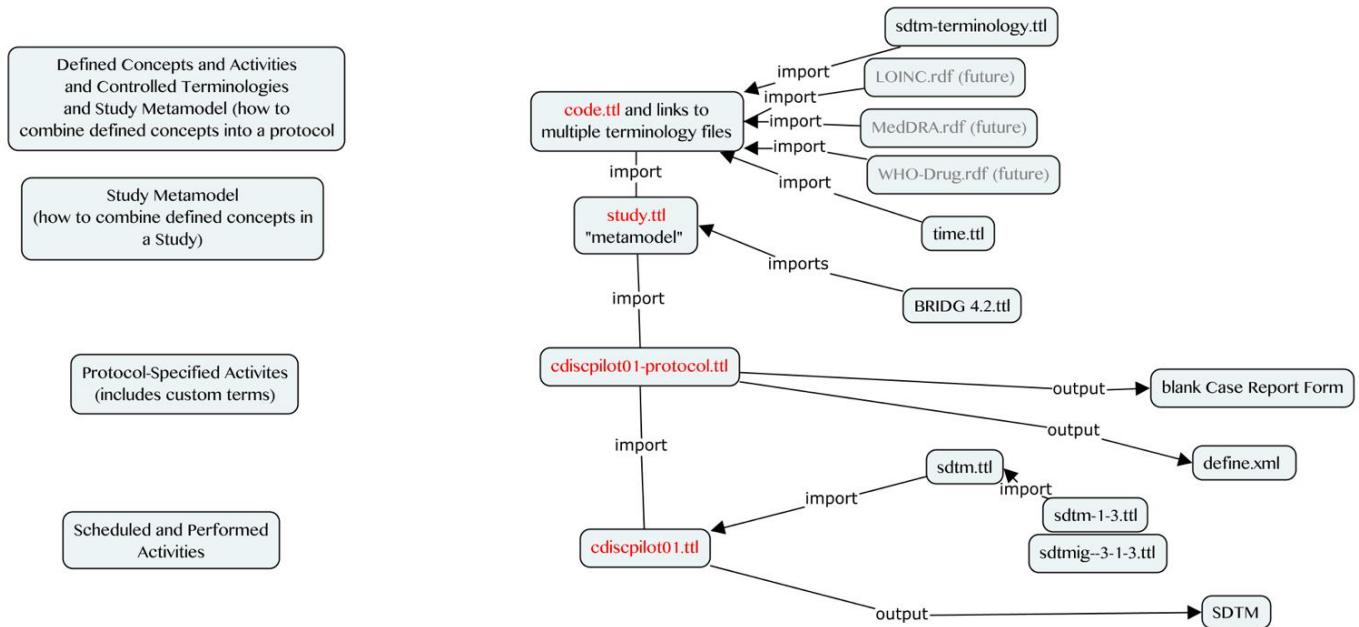 sdtm-terminology.ttl
Defined Concepts and Activities
and Controlled Terminologies
and Study Metamodel (how to
combine defined concepts into a protocol
import
LOINC.rdf (future)
import
code.ttl and links to
multiple terminology files
import
MedDRA.rdf (future)
import
WHO-Drug.rdf (future)
import
import
Study Metamodel
(how to combine defined concepts in
a Study)
study.ttl
"metamodel"
time.ttl
imports
import
BRIDG 4.2.ttl
Protocol-Specified Activites
(includes custom terms)
cdiscpilot01-protocol.ttl
output
blank Case Report Form
output
import
sdtm.ttl
define.xml
import
import
sdtm-1-3.ttl
Scheduled and Performed
Activities
cdiscpilot01.ttl
sdtmig--3-1-3.ttl
output
SDTM